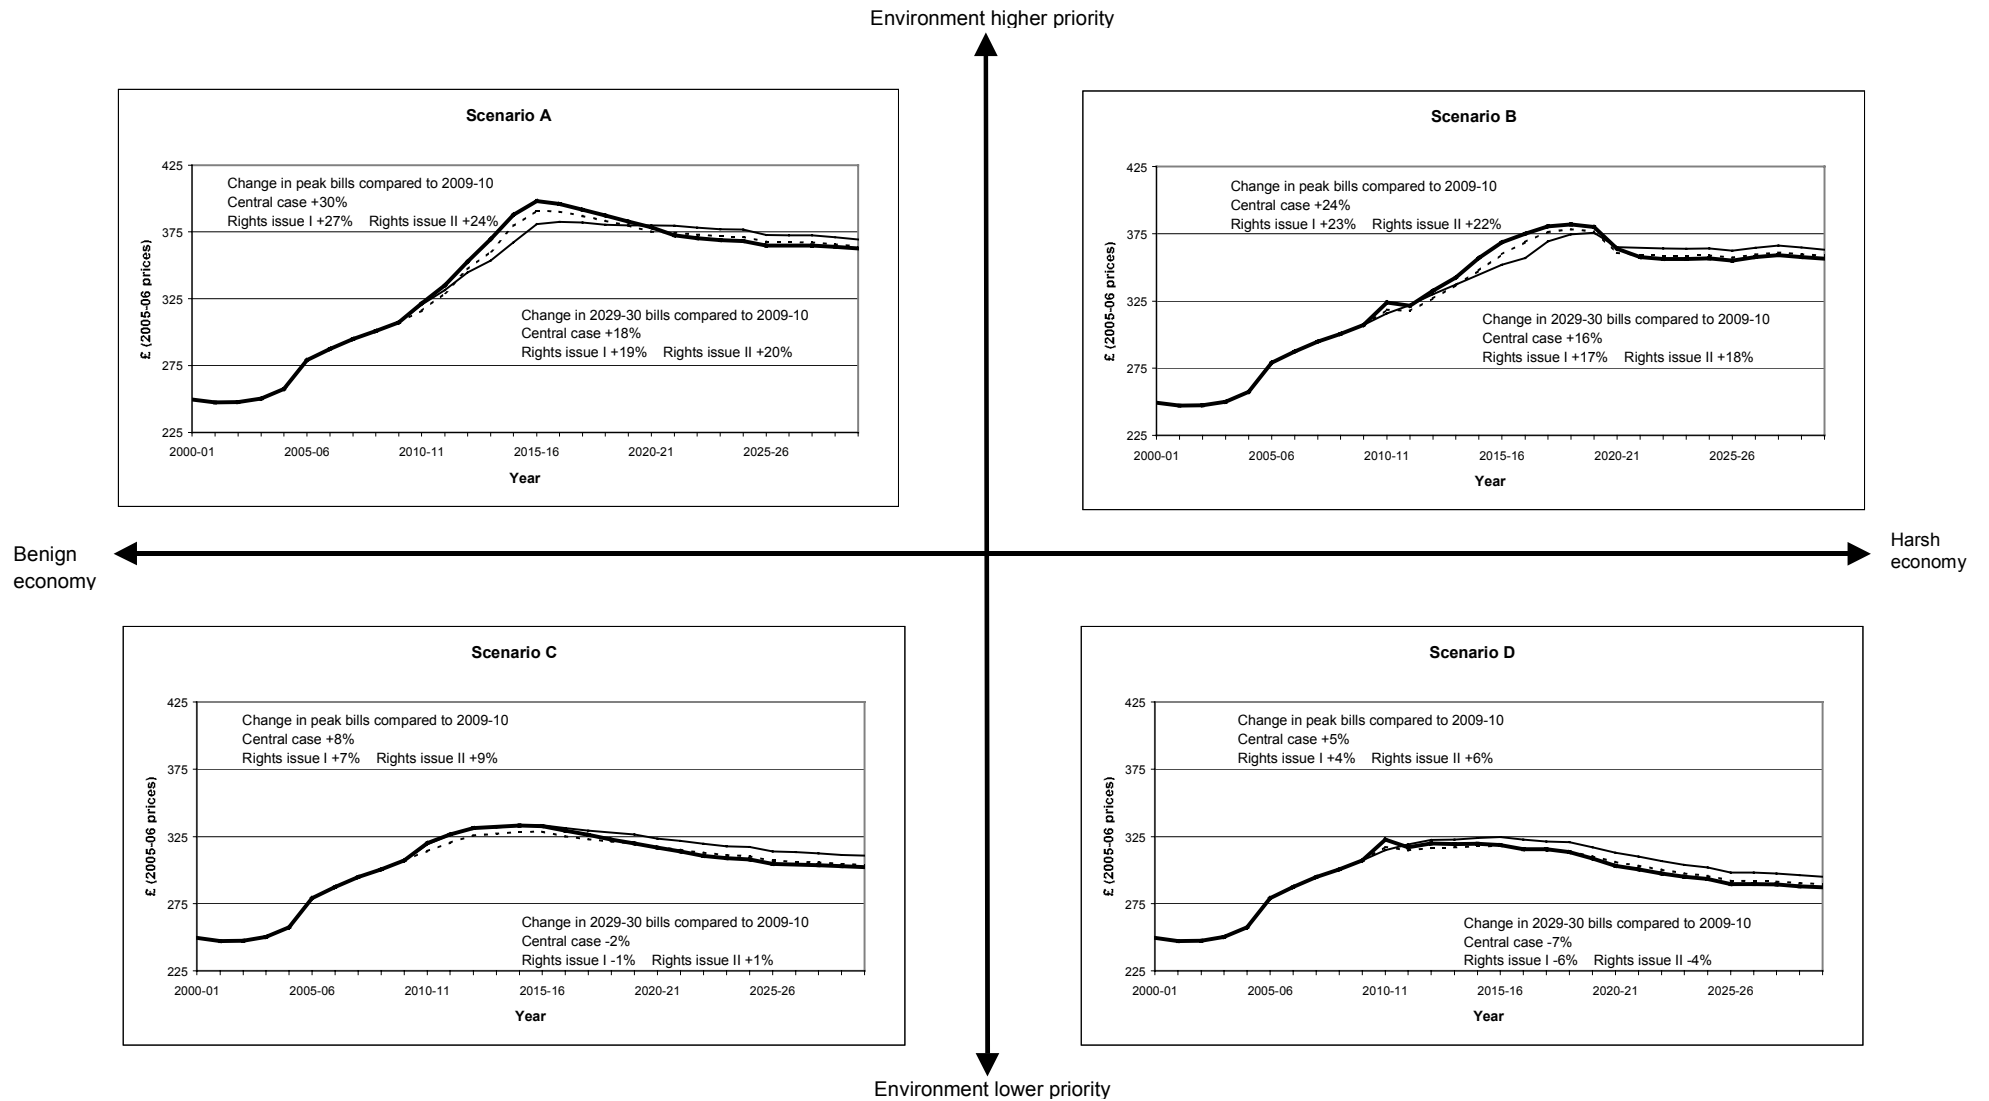 Environment higher priority
Scenario A
425
375
325
275
225
£ (2005-06 prices)
Change in peak bills compared to 2009-10
Central case +30%
Rights issue I +27% Rights issue II +24%
Change in 2029-30 bills compared to 2009-10
Central case +18%
Rights issue I +19% Rights issue II +20%
2000-01 2005-06 2010-11 2015-16 2020-21 2025-26
Year
Scenario B
425
375
325
275
225
£ (2005-06 prices)
Change in peak bills compared to 2009-10
Central case +24%
Rights issue I +23% Rights issue II +22%
Change in 2029-30 bills compared to 2009-10
Central case +16%
Rights issue I +17% Rights issue II +18%
2000-01 2005-06 2010-11 2015-16 2020-21 2025-26
Year
Benign
economy
Harsh
economy
Scenario C
425
375
325
275
225
£ (2005-06 prices)
Change in peak bills compared to 2009-10
Central case +8%
Rights issue I +7% Rights issue II +9%
Change in 2029-30 bills compared to 2009-10
Central case -2%
Rights issue I -1% Rights issue II +1%
2000-01 2005-06 2010-11 2015-16 2020-21 2025-26
Year
Scenario D
425
375
325
275
225
£ (2005-06 prices)
Change in peak bills compared to 2009-10
Central case +5%
Rights issue I +4% Rights issue II +6%
Change in 2029-30 bills compared to 2009-10
Central case -7%
Rights issue I -6% Rights issue II -4%
2000-01 2005-06 2010-11 2015-16 2020-21 2025-26
Year
Environment lower priority